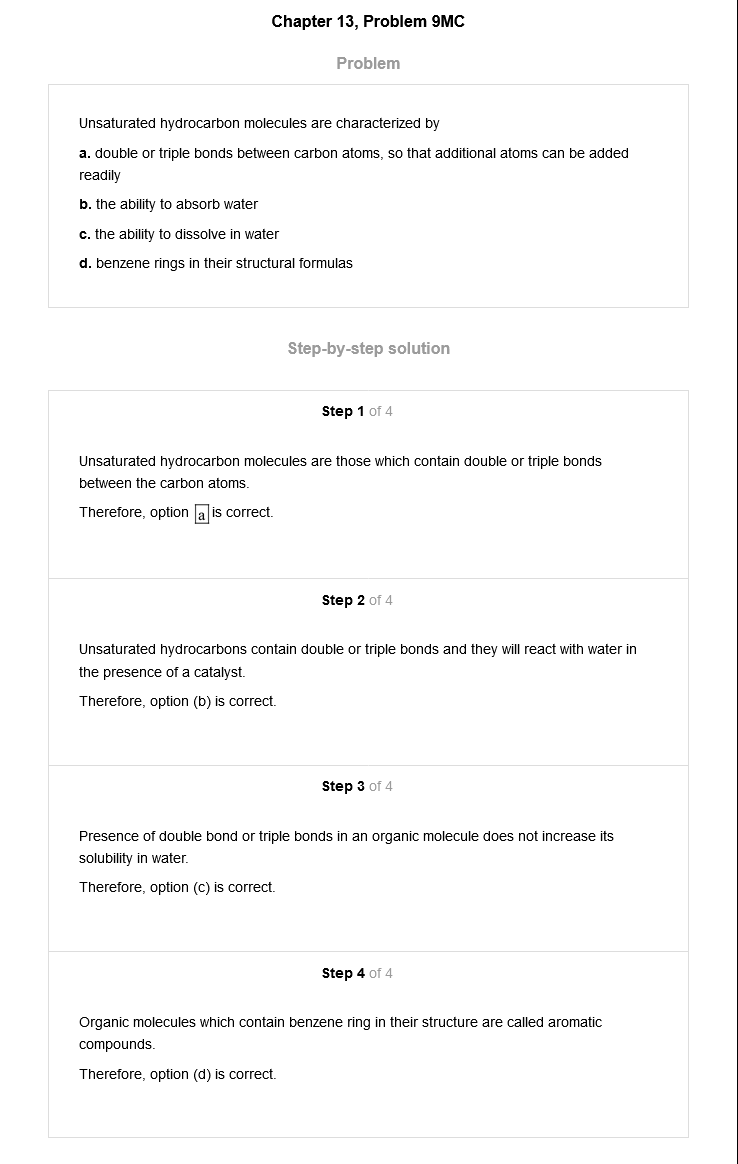 Chapter 13, Problem 9MC
Problem
Unsaturated hydrocarbon molecules are characterized by
a. double or triple bonds between carbon atoms, so that additional atoms can be added
readily
b. the ability to absorb water
c. the ability to dissolve in water
d. benzene rings in their structural formulas
Step-by-step solution
Step 1 of 4
Unsaturated hydrocarbon molecules are those which contain double or triple bonds
between the carbon atoms.
Therefore, option a is correct.
Step 2 of 4
Unsaturated hydrocarbons contain double or triple bonds and they will react with water in
the presence of a catalyst.
Therefore, option (b) is correct.
Step 3 of 4
Presence of double bond or triple bonds in an organic molecule does not increase its
solubility in water.
Therefore, option (c) is correct.
Step 4 of 4
Organic molecules which contain benzene ring in their structure are called aromatic
compounds.
Therefore, option (d) is correct.